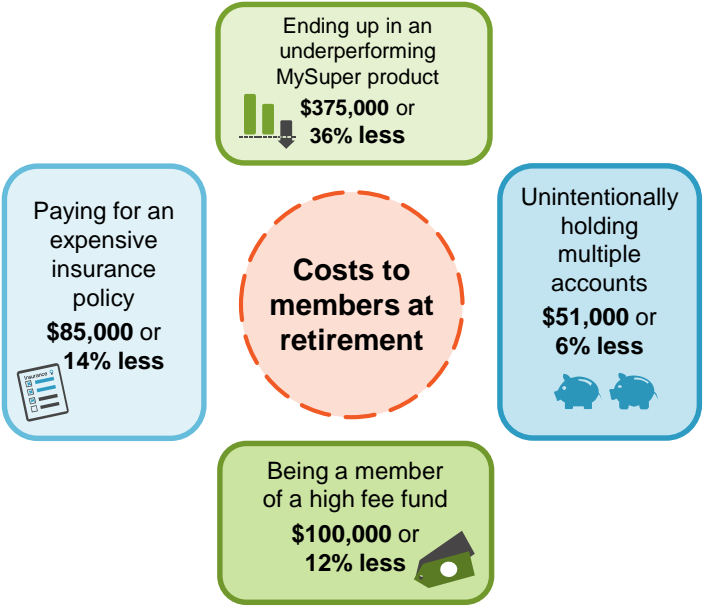 Ending up in an
underperforming
MySuper product
$375,000 or
36% less
Paying for an
expensive
insurance
policy
$85,000 or
14% less
Insurance
Costs to
members at
retirement
Unintentionally
holding
multiple
accounts
$51,000 or
6% less
Being a member
of a high fee fund
$100,000 or
12% less